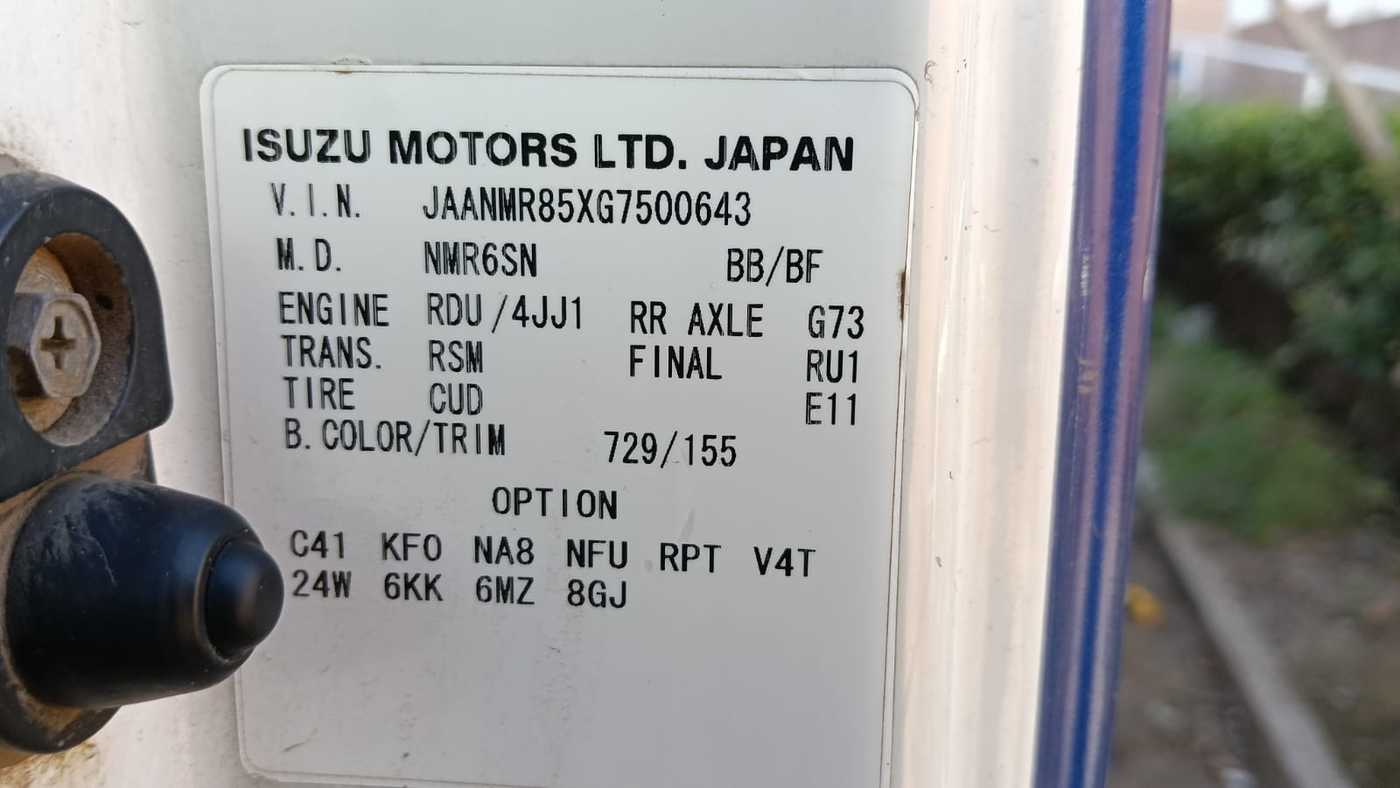 ISUZU MOTORS LTD. JAPAN
V.I.N. JAANMR85XG7500643
M.D. NMR6SN BB/BF
ENGINE RDU/4JJ1 RR AXLE G73
TRANS. RSM FINAL RU1
TIRE CUD E11
B.COLOR/TRIM 729/155
OPTION
C41 KF0 NA8 NFU RPT V4T
24W 6KK 6MZ 8GJ